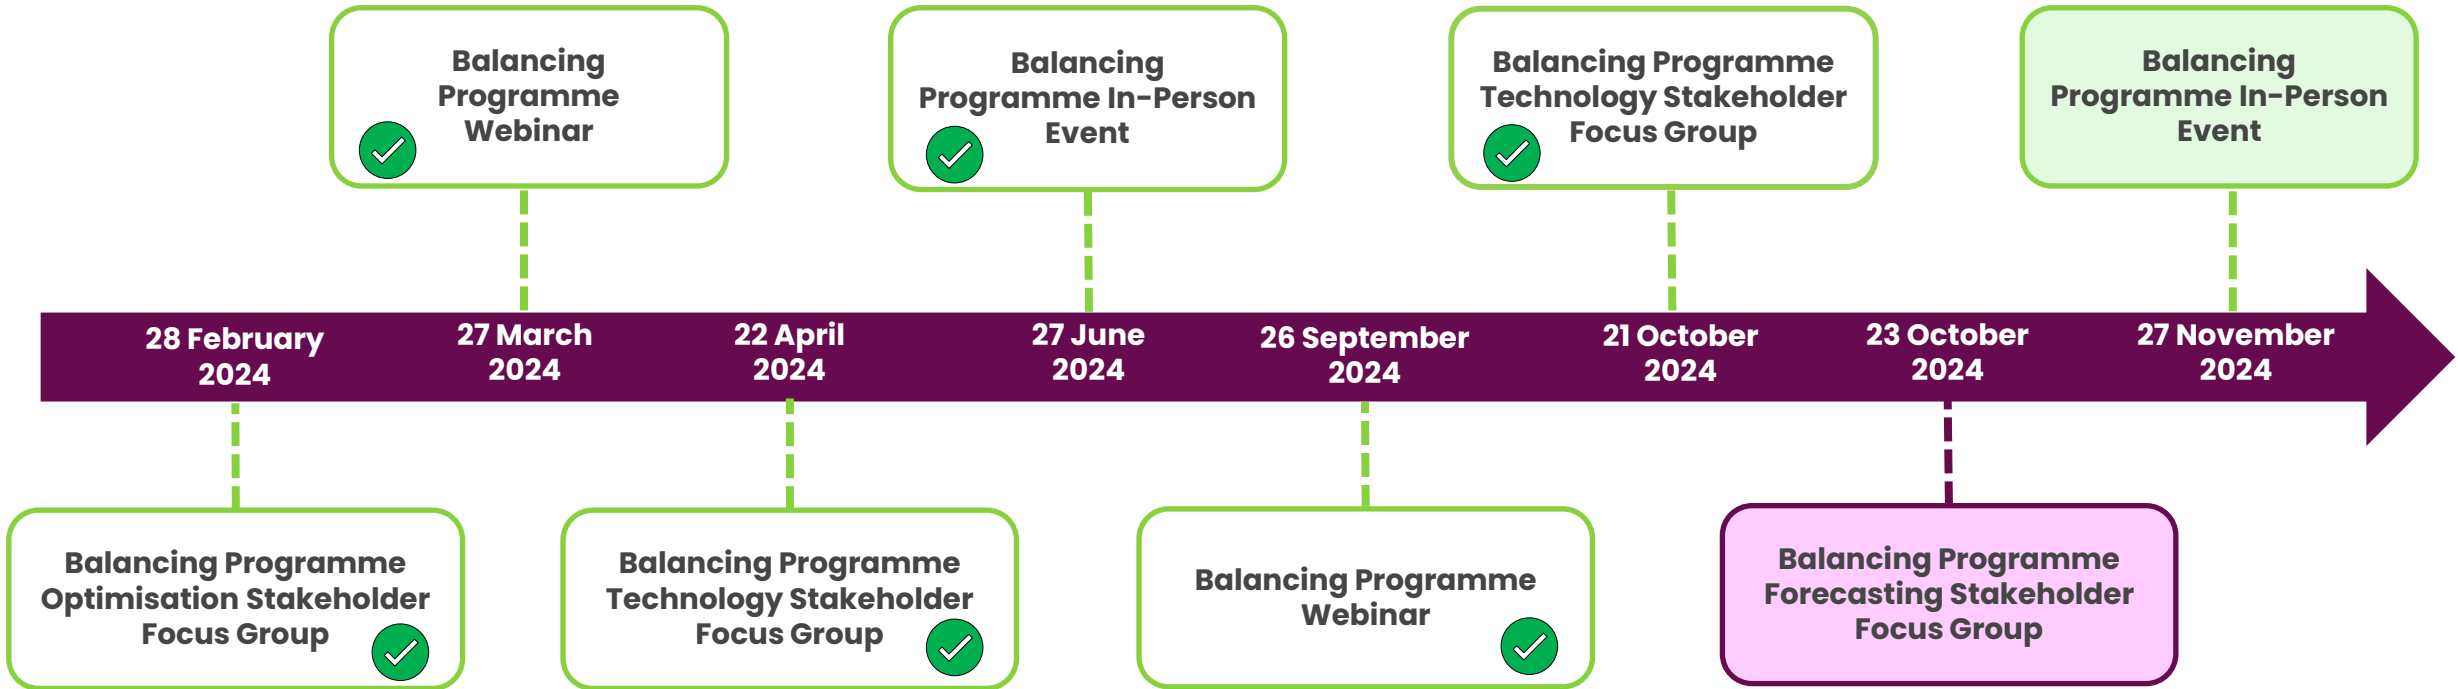 Balancing
Programme
Webinar
Balancing
Programme In-Person
Event
Balancing Programme
Technology Stakeholder
Focus Group
Balancing
Programme In-Person
Event
28 February
2024
27 March
2024
22 April
2024
27 June
2024
26 September
2024
21 October
2024
23 October
2024
27 November
2024
Balancing Programme
Optimisation Stakeholder
Focus Group
Balancing Programme
Technology Stakeholder
Focus Group
Balancing Programme
Webinar
Balancing Programme
Forecasting Stakeholder
Focus Group